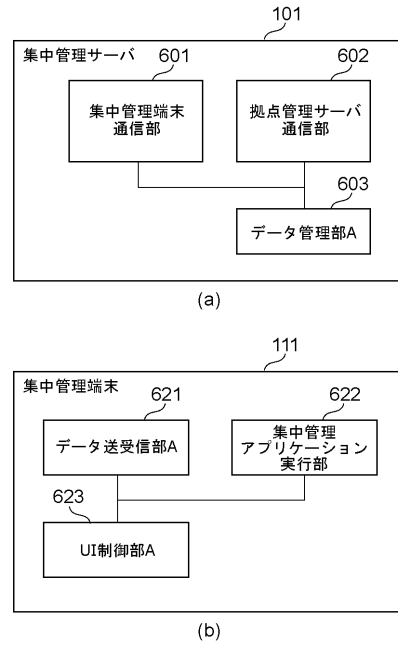 101
集中管理サーバ
601
602
集中管理端末
通信部
拠点管理サーバ
通信部
603
データ管理部A
(a)
111
集中管理端末
621
622
データ送受信部A
集中管理
アプリケーション
実行部
623
UI制御部A
(b)